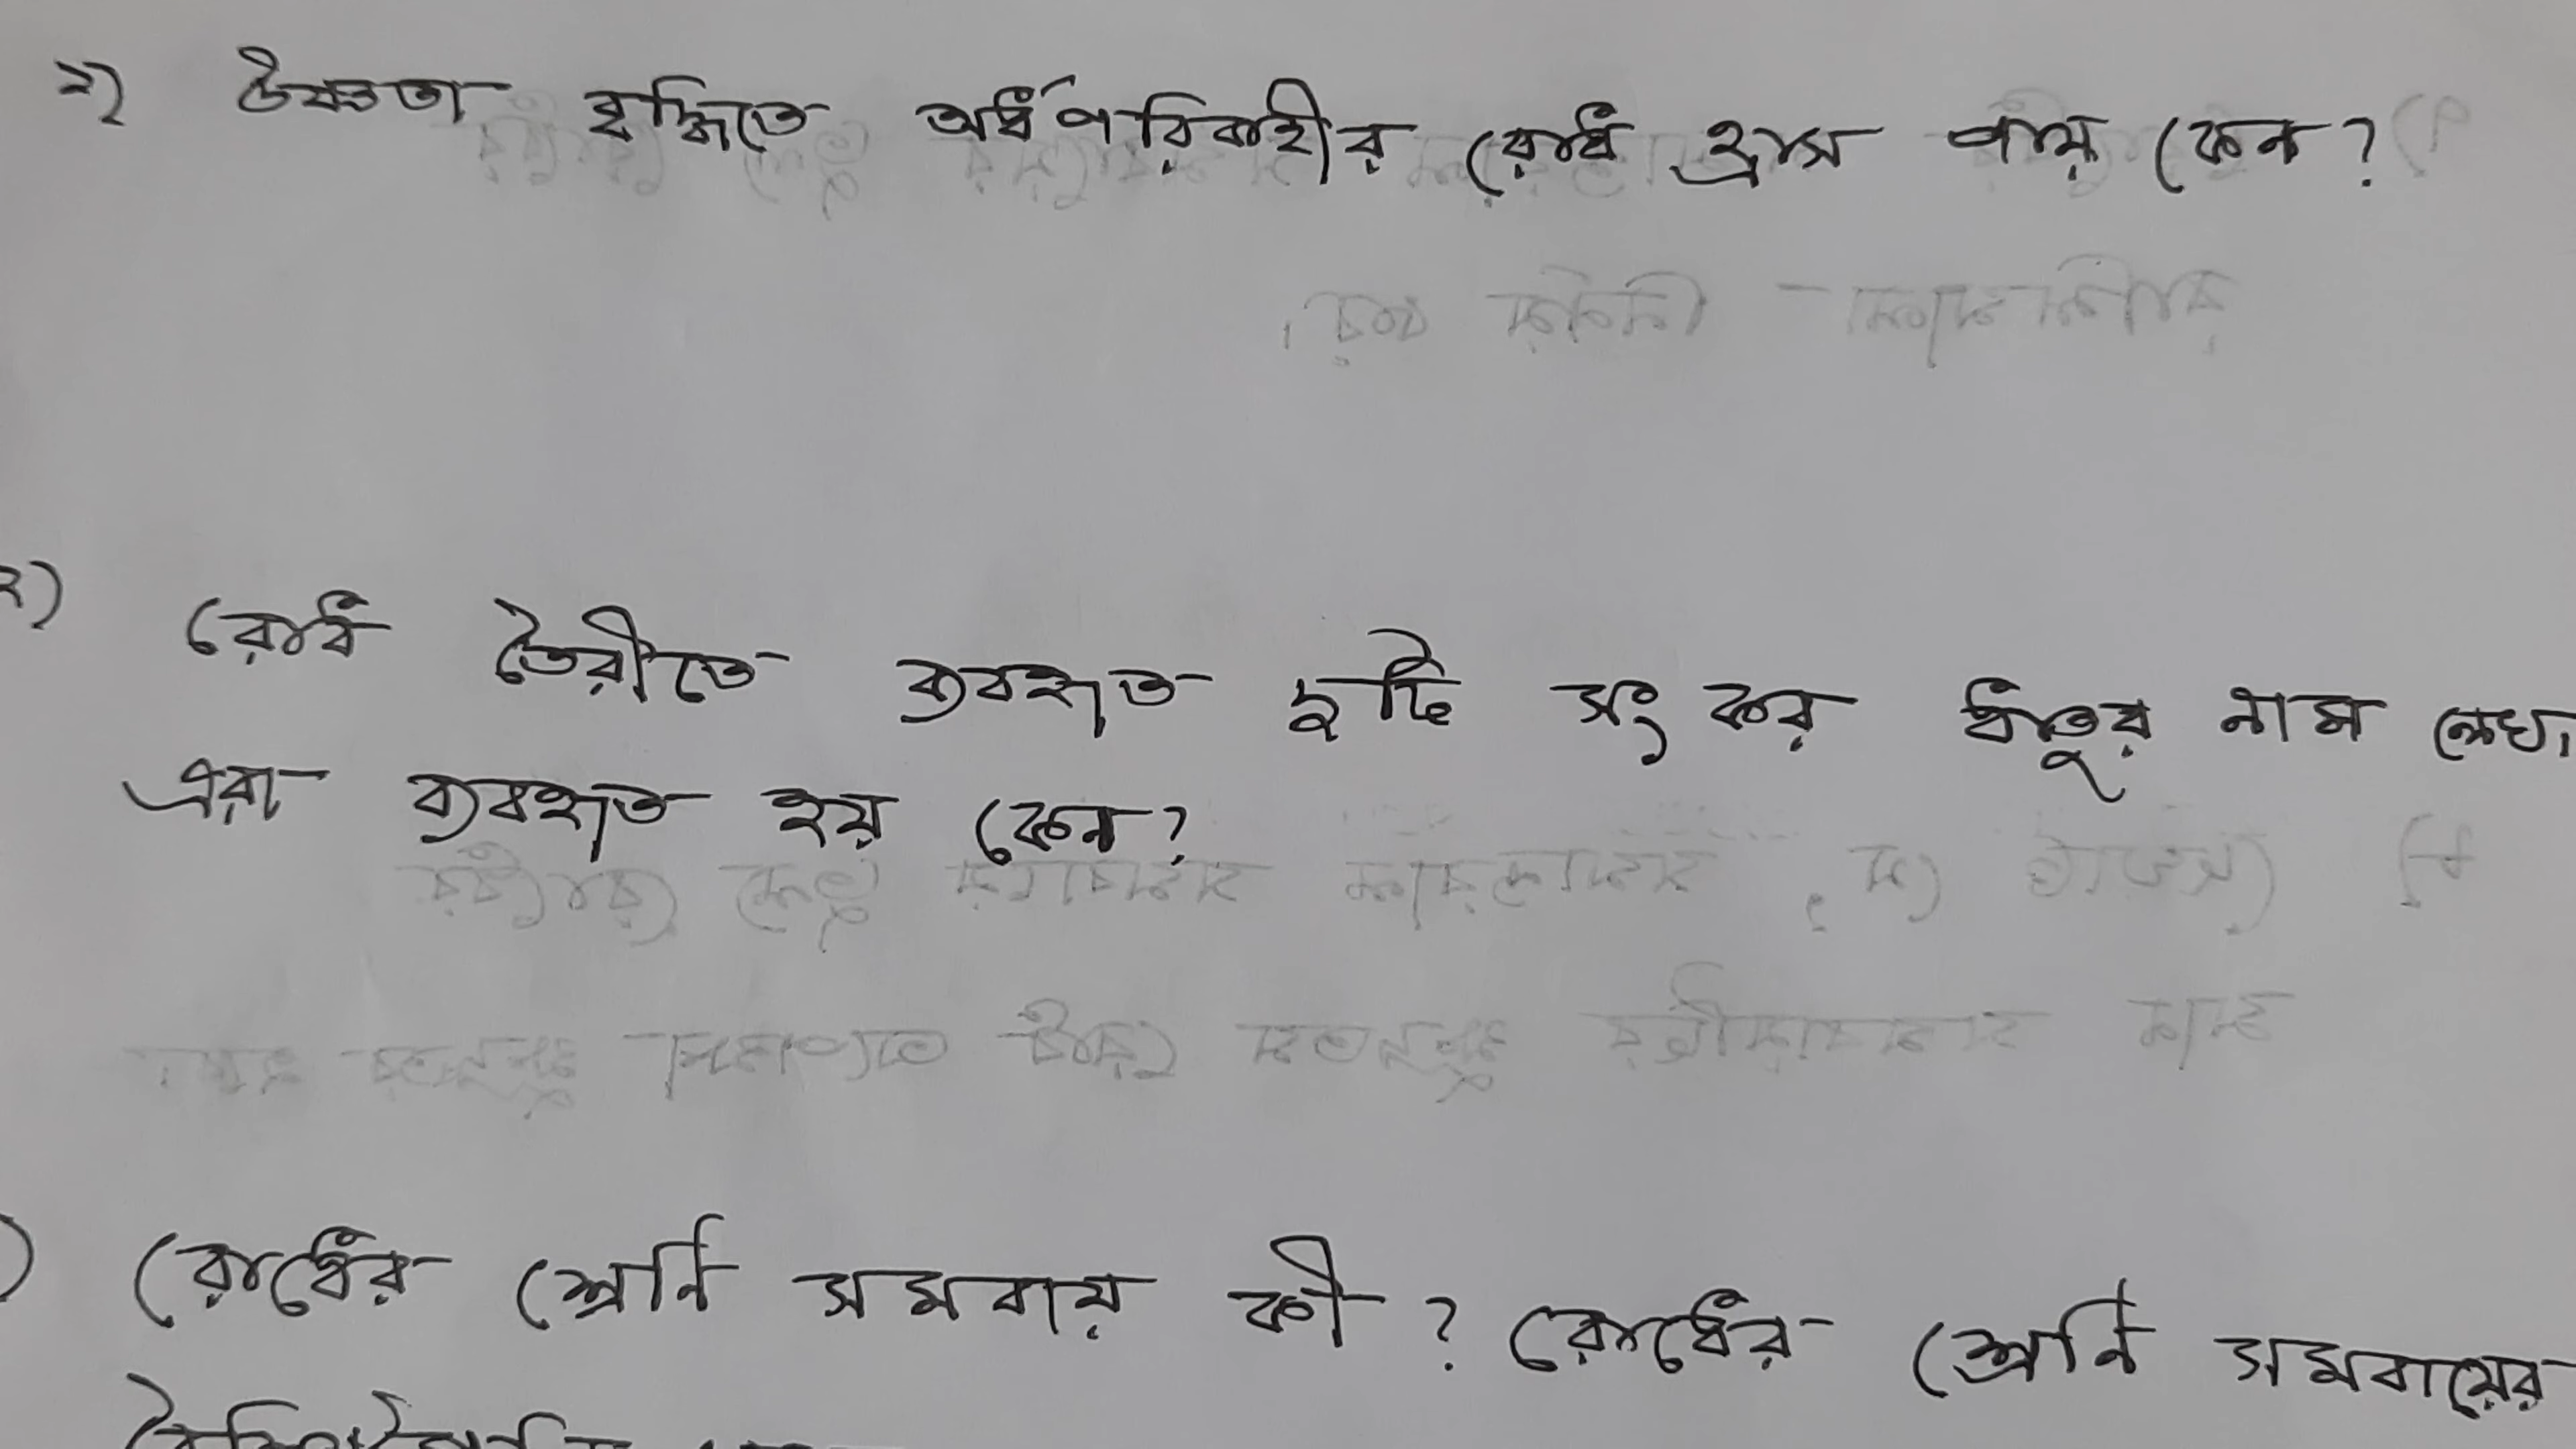 ১) উষ্ণতা বৃদ্ধিতে অর্ধপরিবাহীর রোধ হ্রাস পায় কেন?
২) রোধ তৈরীতে ব্যবহৃত দুটি সংকর ধাতুর নাম লেখ।
এরা ব্যবহৃত হয় কেন?
) রোধের শ্রেনি সমবায় কী? রোধের শ্রেনি সমবায়ের